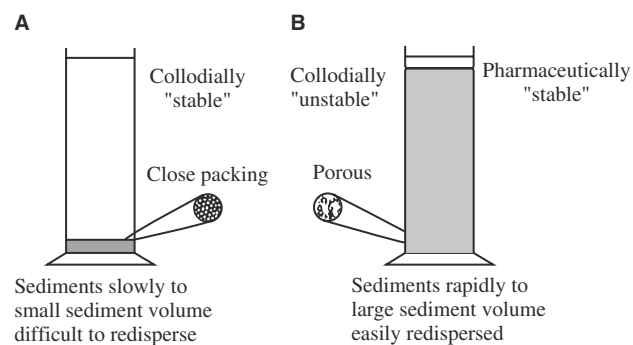 A
Collodially
"stable"
Close packing
Sediments slowly to
small sediment volume
difficult to redisperse
B
Collodially
"unstable"
Pharmaceutically
"stable"
Porous
Sediments rapidly to
large sediment volume
easily redispersed